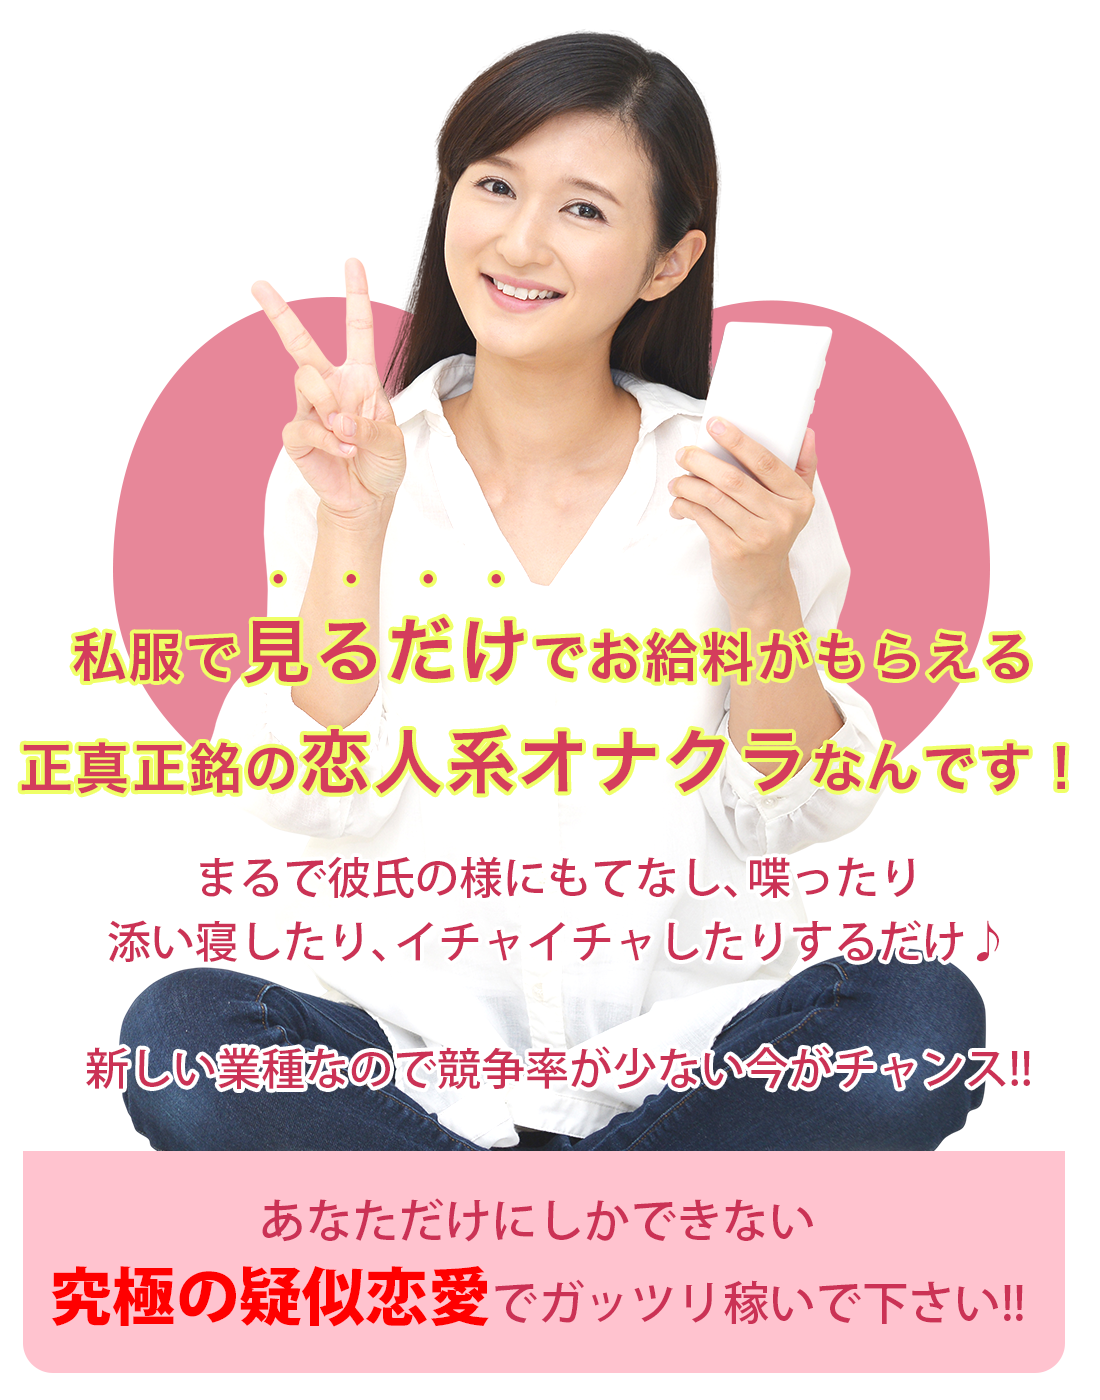 私服で見るだけでお給料がもらえる
正真正銘の恋人系オナクラなんです！
まるで彼氏の様にもてなし、喋ったり
添い寝したり、イチャイチャしたりするだけ♪
新しい業種なので競争率が少ない今がチャンス!!
あなただけにしかできない
究極の疑似恋愛でガッツリ稼いで下さい!!